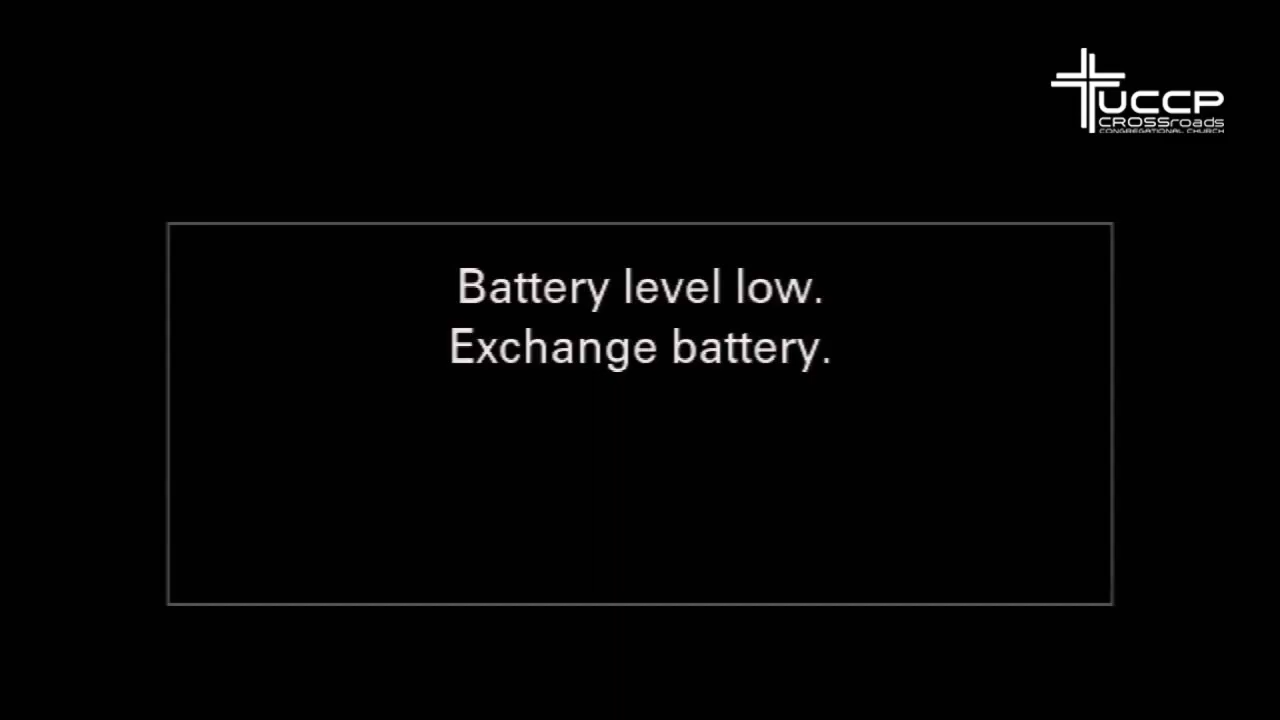 UCCP
CROSSroads
CONGREGATIONAL CHURCH
Battery level low.
Exchange battery.